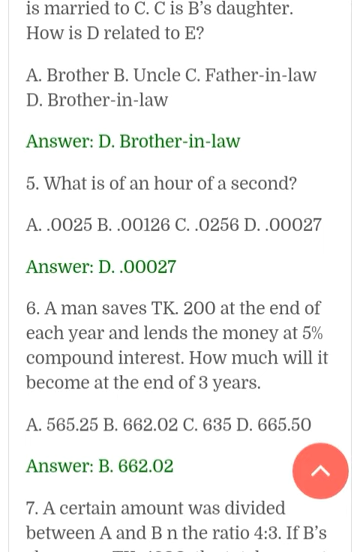 is married to C. C is B’s daughter.
How is D related to E?
A. Brother B. Uncle C. Father-in-law
D. Brother-in-law
Answer: D. Brother-in-law
5. What is of an hour of a second?
A. .0025 B. .00126 C. .0256 D. .00027
Answer: D. .00027
6. A man saves TK. 200 at the end of
each year and lends the money at 5%
compound interest. How much will it
become at the end of 3 years.
A. 565.25 B. 662.02 C. 635 D. 665.50
Answer: B. 662.02
7. A certain amount was divided
between A and B n the ratio 4:3. If B’s